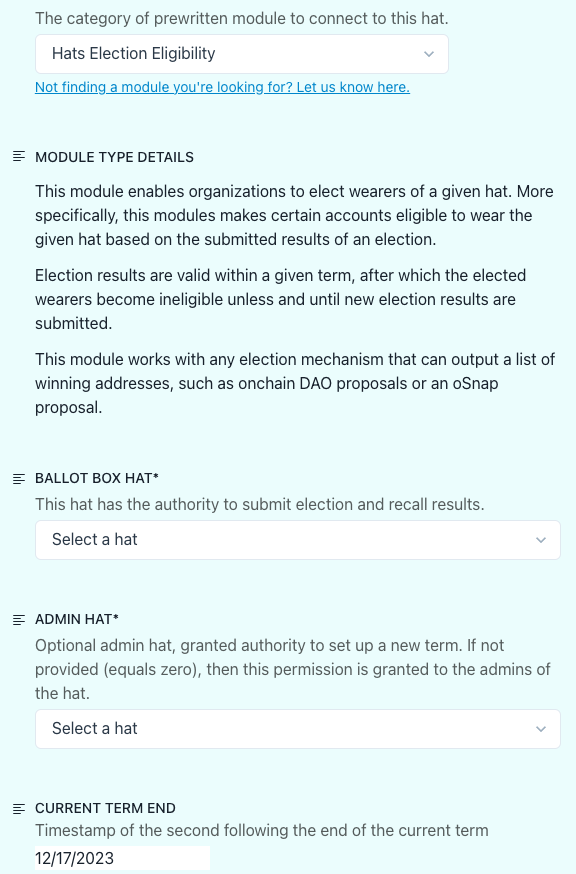 The category of prewritten module to connect to this hat.
Hats Election Eligibility
Not finding a module you're looking for? Let us know here.
MODULE TYPE DETAILS
This module enables organizations to elect wearers of a given hat. More
specifically, this modules makes certain accounts eligible to wear the
given hat based on the submitted results of an election.
Election results are valid within a given term, after which the elected
wearers become ineligible unless and until new election results are
submitted.
This module works with any election mechanism that can output a list of
winning addresses, such as onchain DAO proposals or an oSnap
proposal.
BALLOT BOX HAT*
This hat has the authority to submit election and recall results.
Select a hat
ADMIN HAT*
Optional admin hat, granted authority to set up a new term. If not
provided (equals zero), then this permission is granted to the admins of
the hat.
Select a hat
CURRENT TERM END
Timestamp of the second following the end of the current term
12/17/2023